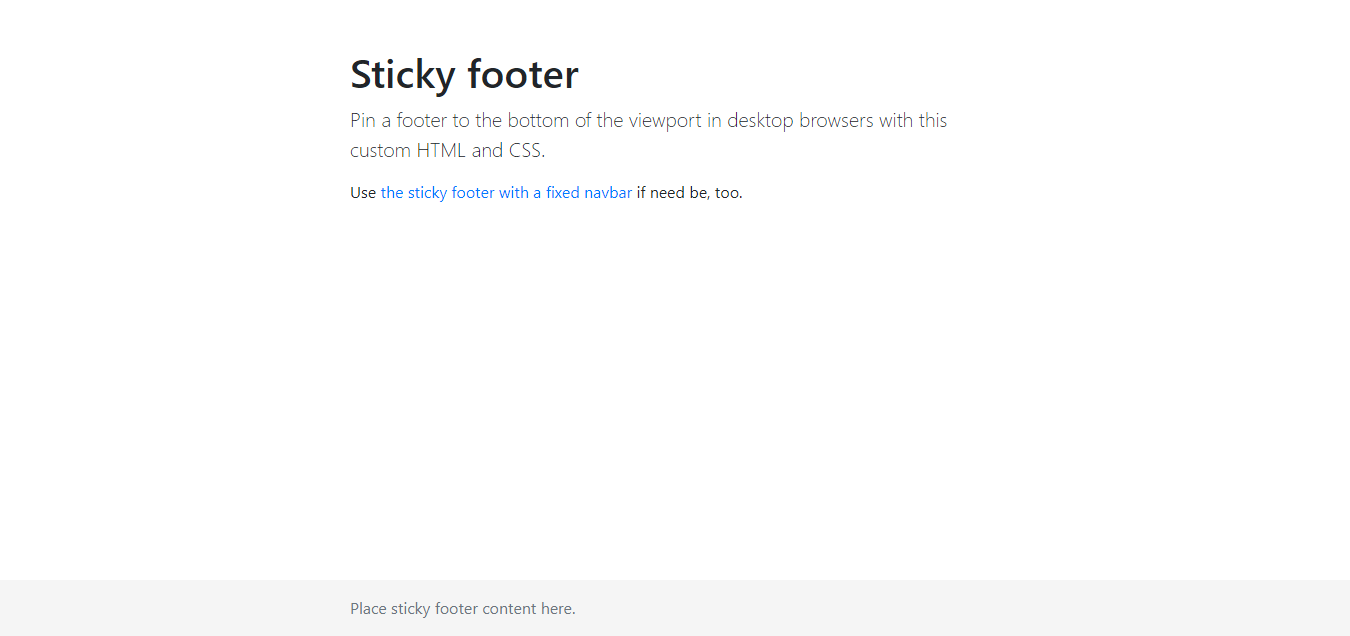 Sticky footer
Pin a footer to the bottom of the viewport in desktop browsers with this
custom HTML and CSS.
Use the sticky footer with a fixed navbar if need be, too.
Place sticky footer content here.